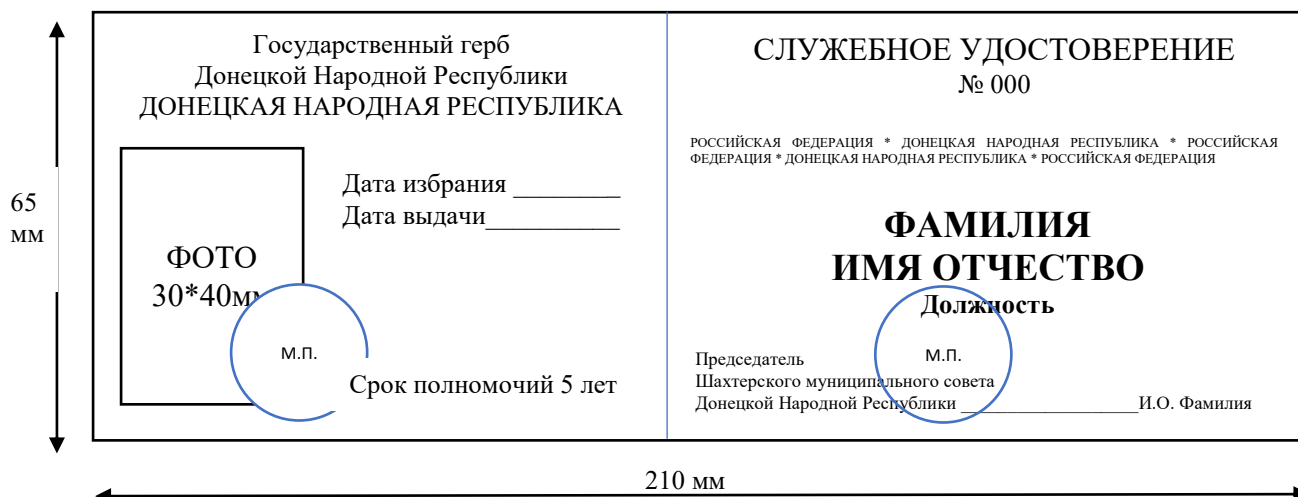 Государственный герб
Донецкой Народной Республики
ДОНЕЦКАЯ НАРОДНАЯ РЕСПУБЛИКА
Дата избрания ________
Дата выдачи__________
ФОТО
30*40мм
м.п.
Срок полномочий 5 лет
СЛУЖЕБНОЕ УДОСТОВЕРЕНИЕ
№ 000
РОССИЙСКАЯ ФЕДЕРАЦИЯ * ДОНЕЦКАЯ НАРОДНАЯ РЕСПУБЛИКА * РОССИЙСКАЯ
ФЕДЕРАЦИЯ * ДОНЕЦКАЯ НАРОДНАЯ РЕСПУБЛИКА * РОССИЙСКАЯ ФЕДЕРАЦИЯ
ФАМИЛИЯ
ИМЯ ОТЧЕСТВО
Должность
м.п.
Председатель
Шахтерского муниципального совета
Донецкой Народной Республики ____________________И.О. Фамилия
65
мм
210 мм